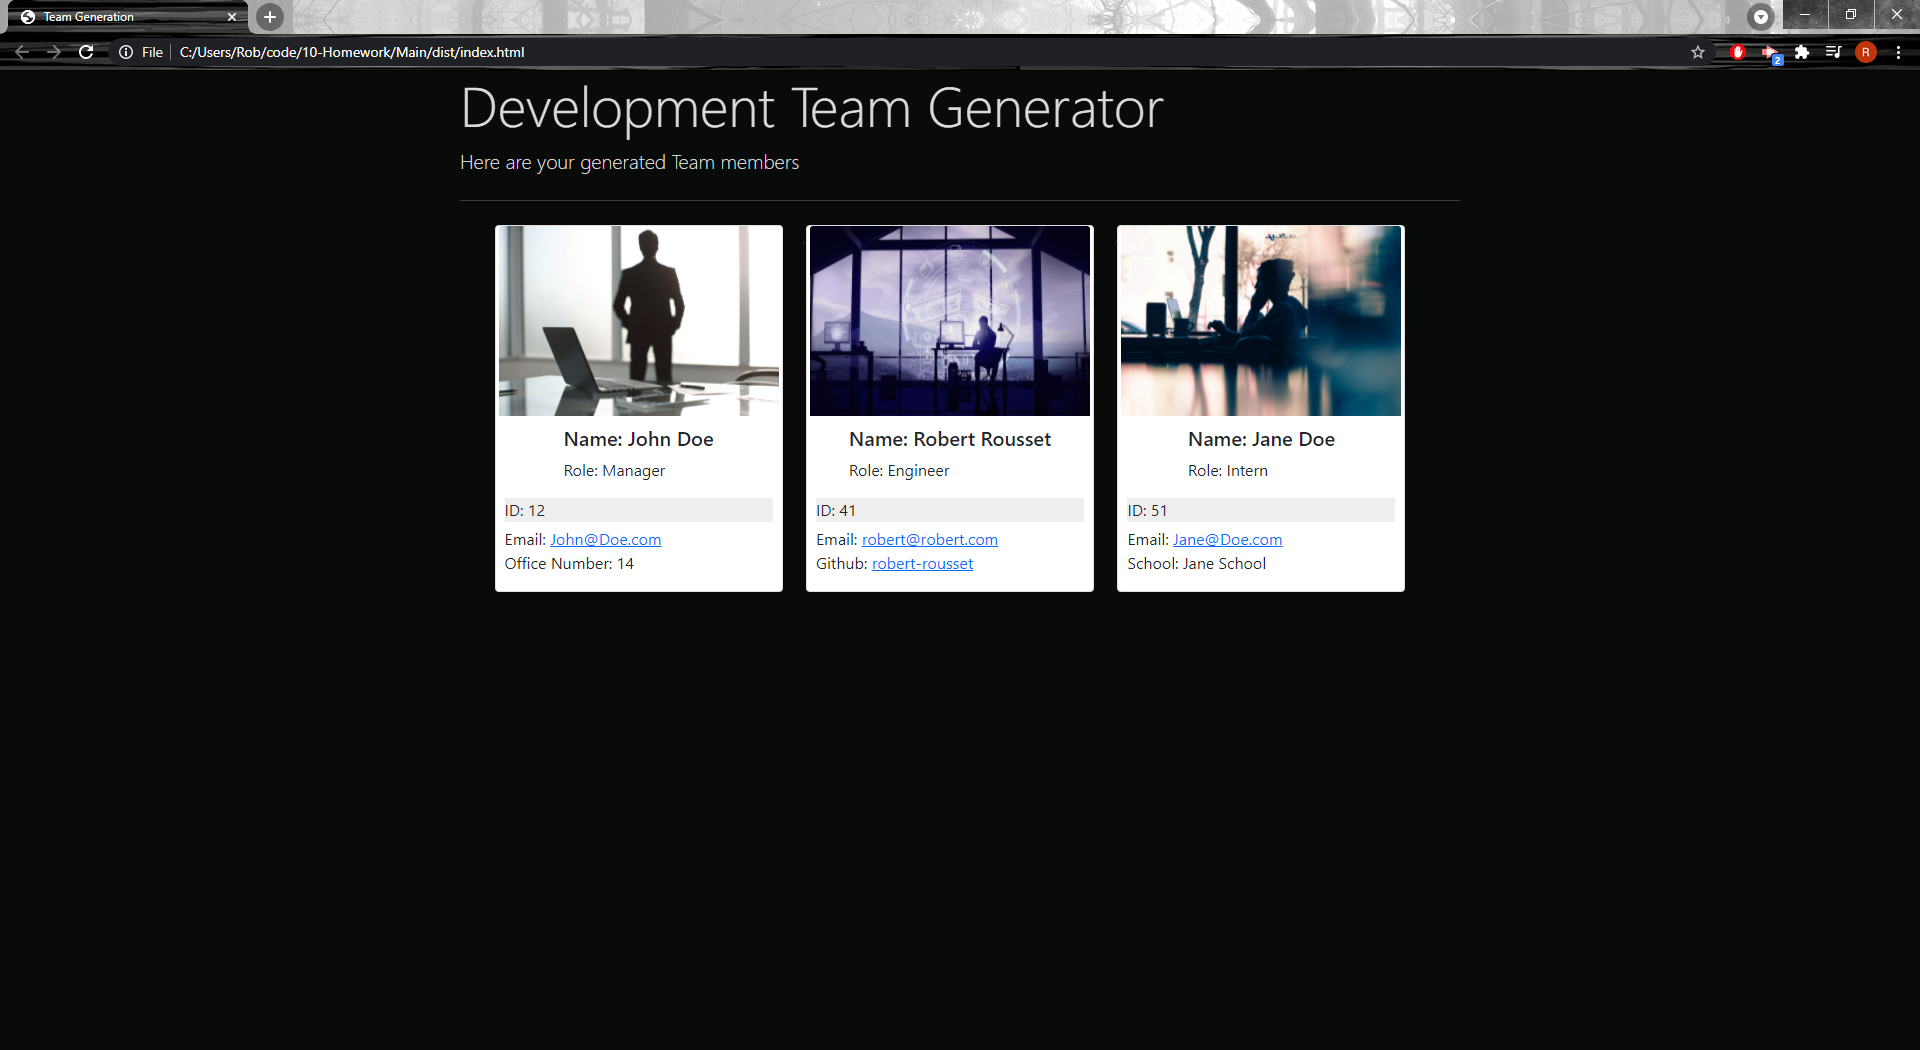 Team Generation
File
C:/Users/Rob/code/10-Homework/Main/dist/index.html
2
R
Development Team Generator
Here are your generated Team members
Name: John Doe
Role: Manager
ID: 12
Email: John@Doe.com
Office Number: 14
Name: Robert Rousset
Role: Engineer
ID: 41
Email: robert@robert.com
Github: robert-rousset
Name: Jane Doe
Role: Intern
ID: 51
Email: Jane@Doe.com
School: Jane School